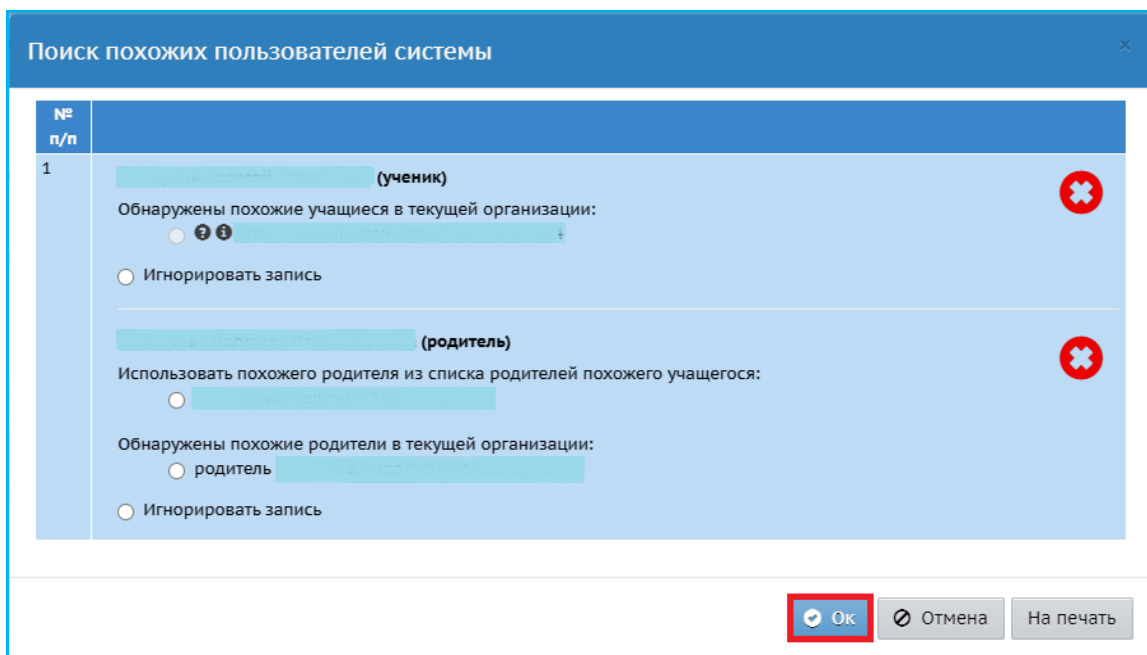 Поиск похожих пользователей системы
№
п/п
1
(ученик)
Обнаружены похожие учащиеся в текущей организации:
Игнорировать запись
(родитель)
Использовать похожего родителя из списка родителей похожего учащегося:
Обнаружены похожие родители в текущей организации:
родитель
Игнорировать запись
Ок Отмена На печать